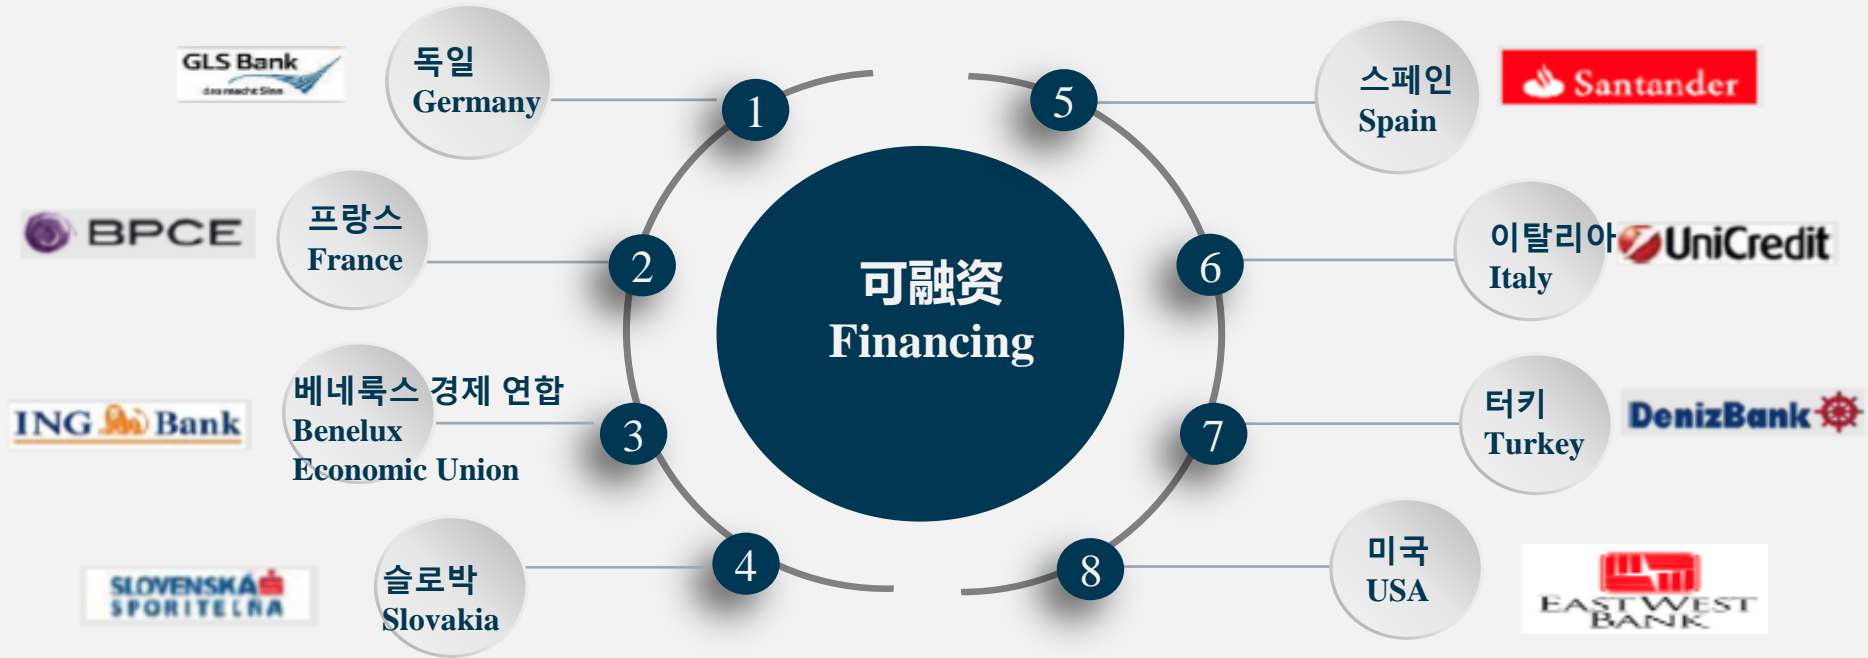 GLS Bank
das macht Sinn
독일
Germany
1
BPCE
프랑스
France
2
ING Bank
베네룩스 경제 연합
Benelux
Economic Union
3
SLOVENSKÁ
SPORITEĽŇA
슬로박
Slovakia
4
可融资
Financing
5
스페인
Spain
Santander
6
이탈리아
Italy
UniCredit
7
터키
Turkey
DenizBank
8
미국
USA
EAST WEST
BANK